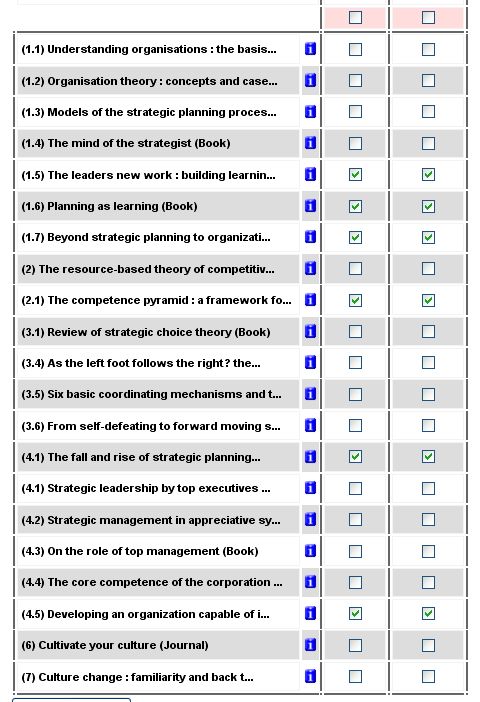 (1.1) Understanding organisations : the basis...
(1.2) Organisation theory : concepts and case...
(1.3) Models of the strategic planning proces...
(1.4) The mind of the strategist (Book)
(1.5) The leaders new work : building learnin...
(1.6) Planning as learning (Book)
(1.7) Beyond strategic planning to organizati...
(2) The resource-based theory of competitiv...
(2.1) The competence pyramid : a framework fo...
(3.1) Review of strategic choice theory (Book)
(3.4) As the left foot follows the right? the...
(3.5) Six basic coordinating mechanisms and t...
(3.6) From self-defeating to forward moving s...
(4.1) The fall and rise of strategic planning...
(4.1) Strategic leadership by top executives ...
(4.2) Strategic management in appreciative sy...
(4.3) On the role of top management (Book)
(4.4) The core competence of the corporation ...
(4.5) Developing an organization capable of i...
(6) Cultivate your culture (Journal)
(7) Culture change : familiarity and back t...